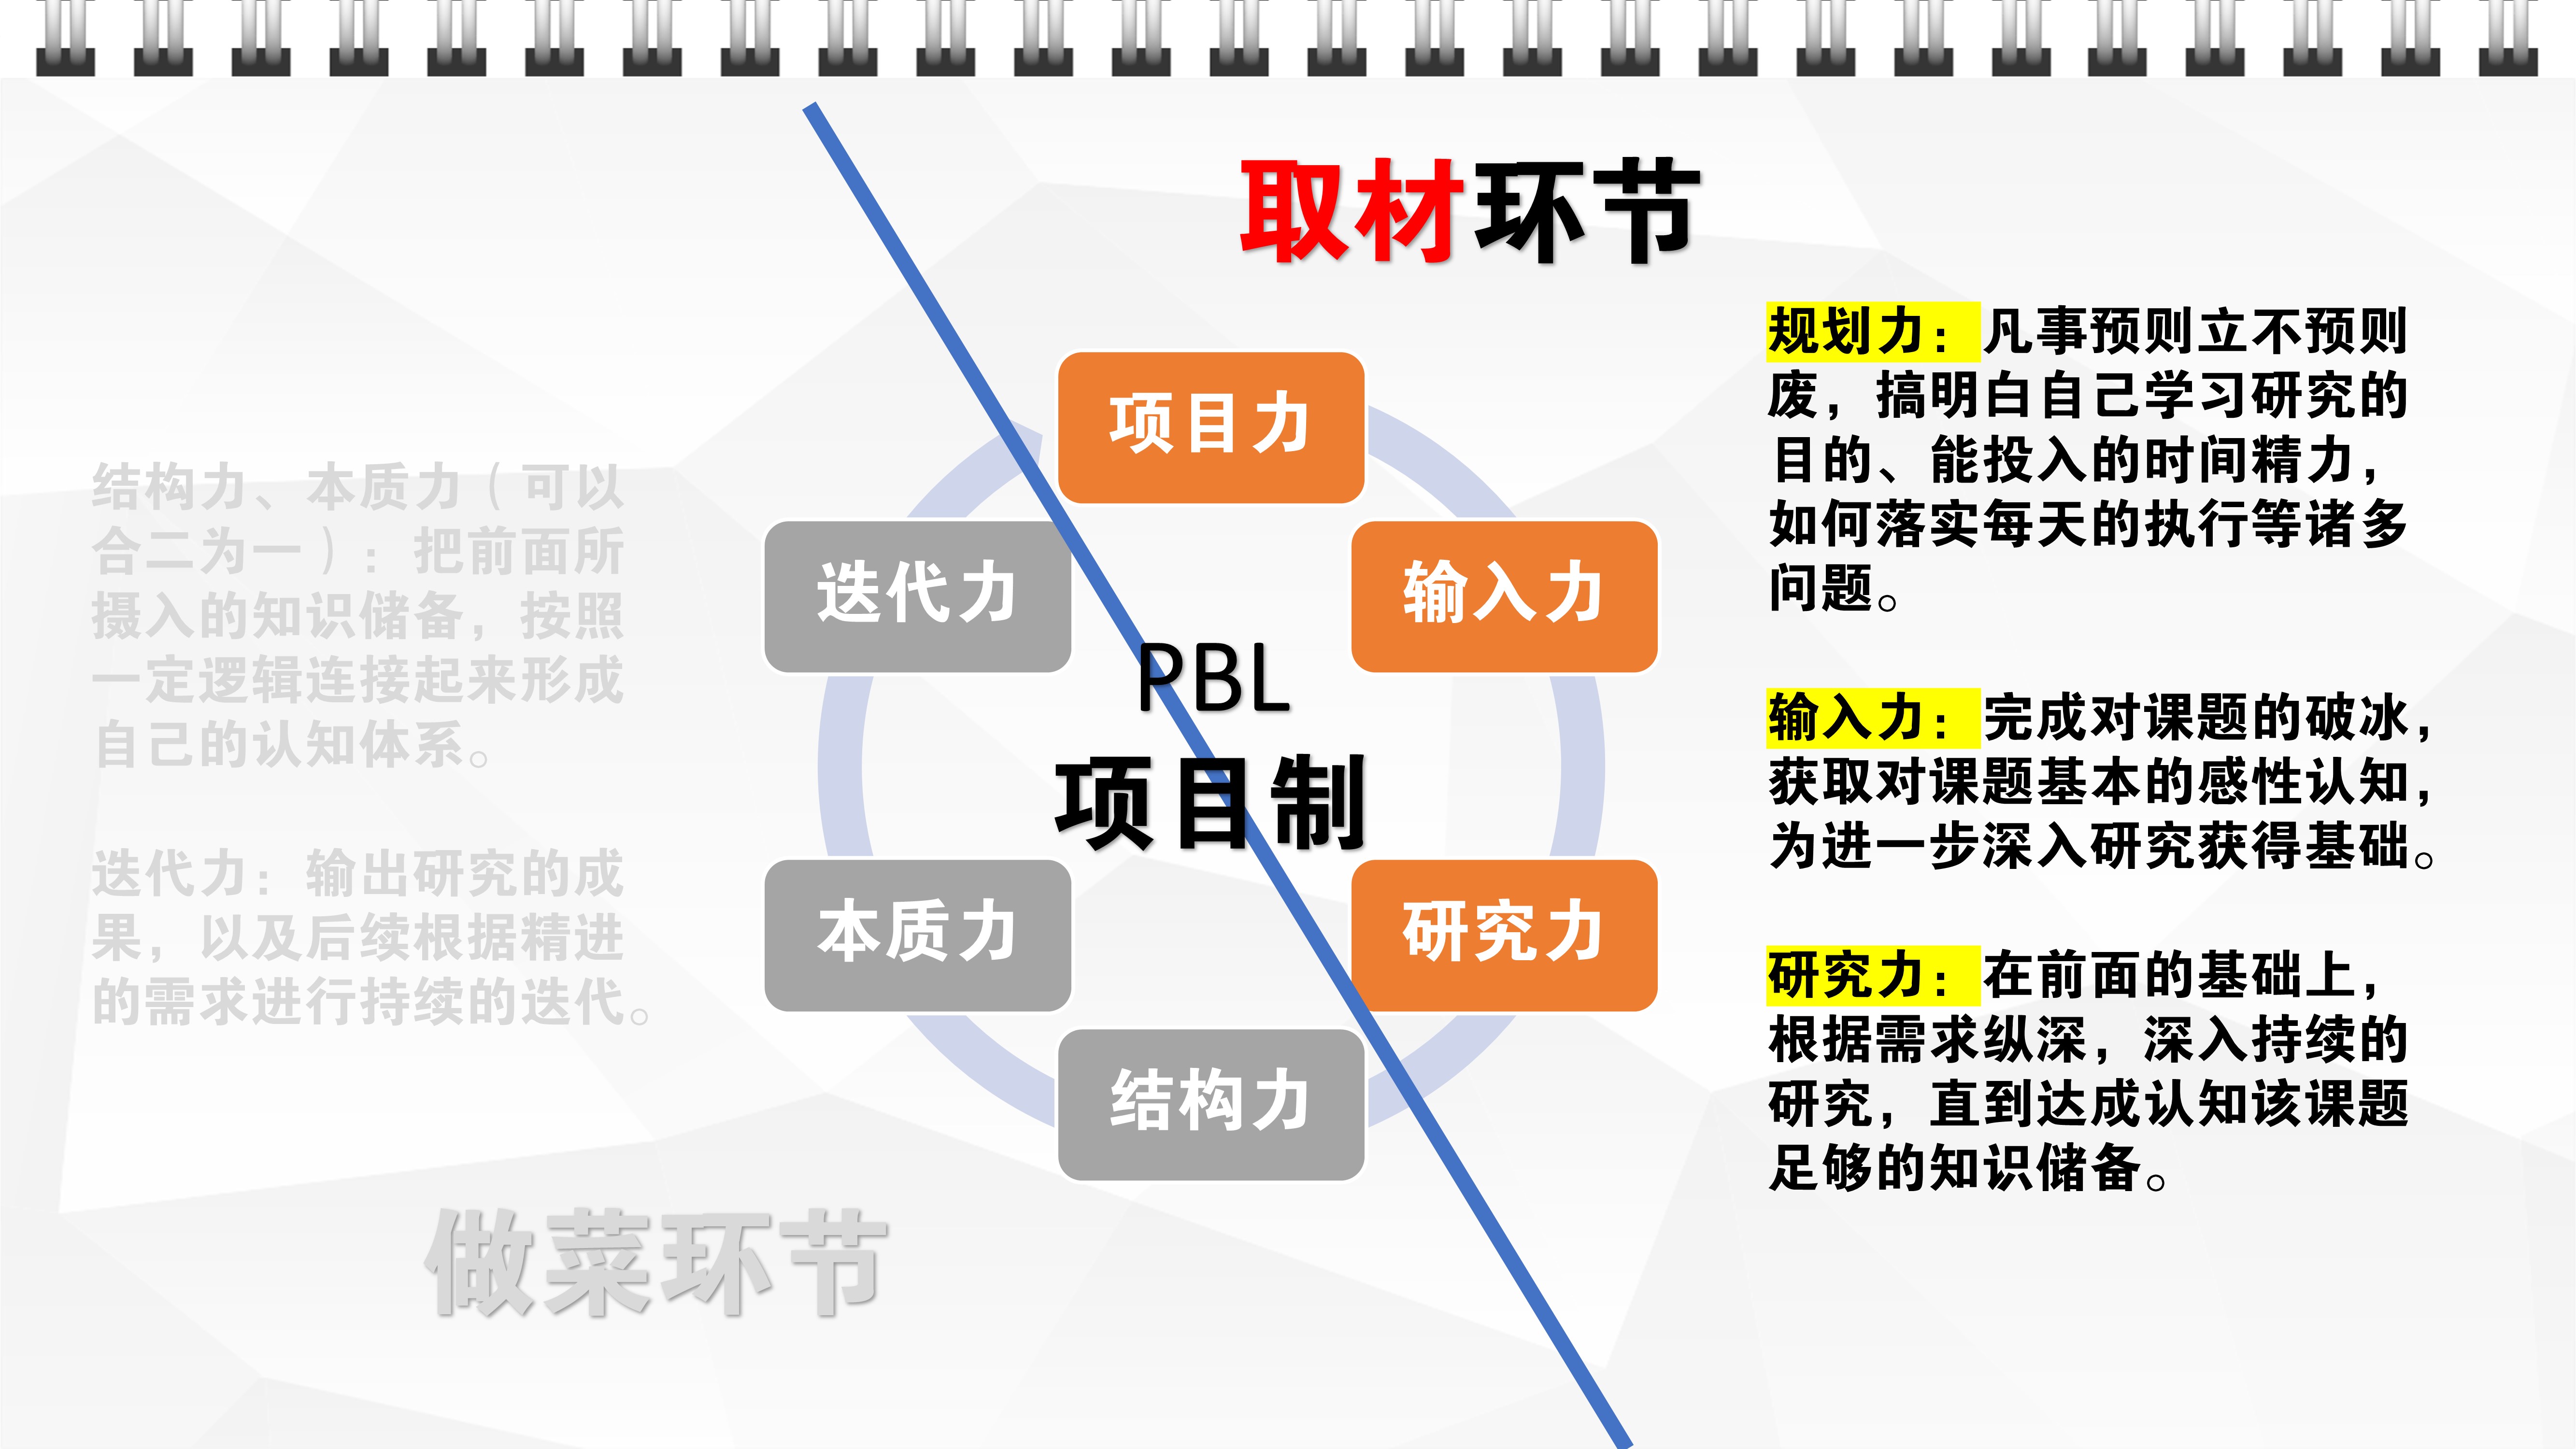 取材环节
规划力：凡事预则立不预则
废，搞明白自己学习研究的
目的、能投入的时间精力，
如何落实每天的执行等诸多
问题。
输入力：完成对课题的破冰，
获取对课题基本的感性认知，
为进一步深入研究获得基础。
研究力：在前面的基础上，
根据需求纵深，深入持续的
研究，直到达成认知该课题
足够的知识储备。
项目力
输入力
研究力
结构力
本质力
迭代力
PBL
项目制
结构力、本质力（可以
合二为一）：把前面所
摄入的知识储备，按照
一定逻辑连接起来形成
自己的认知体系。
迭代力：输出研究的成
果，以及后续根据精进
的需求进行持续的迭代。
做菜环节